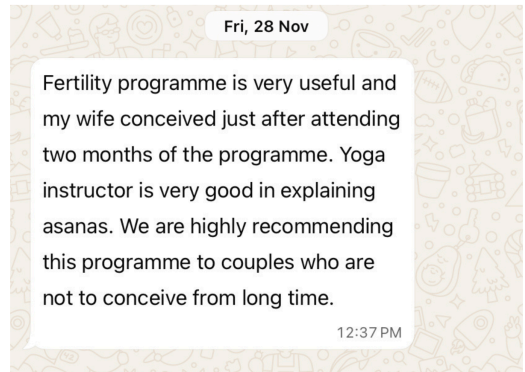 Fri, 28 Nov
Fertility programme is very useful and
my wife conceived just after attending
two months of the programme. Yoga
instructor is very good in explaining
asanas. We are highly recommending
this programme to couples who are
not to conceive from long time.
12:37 PM